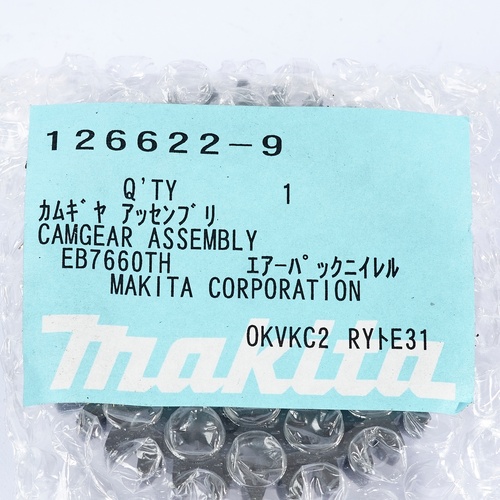 126622-9
Q'TY 1
ｶﾑｷﾞﾔ ｱｯｾﾝﾌﾞﾘ
CAMGEAR ASSEMBLY
EB7660TH ｴｱｰﾊﾟｯｸﾆｲﾚﾙ
MAKITA CORPORATION
OKVKC2 RYﾄE31
makita